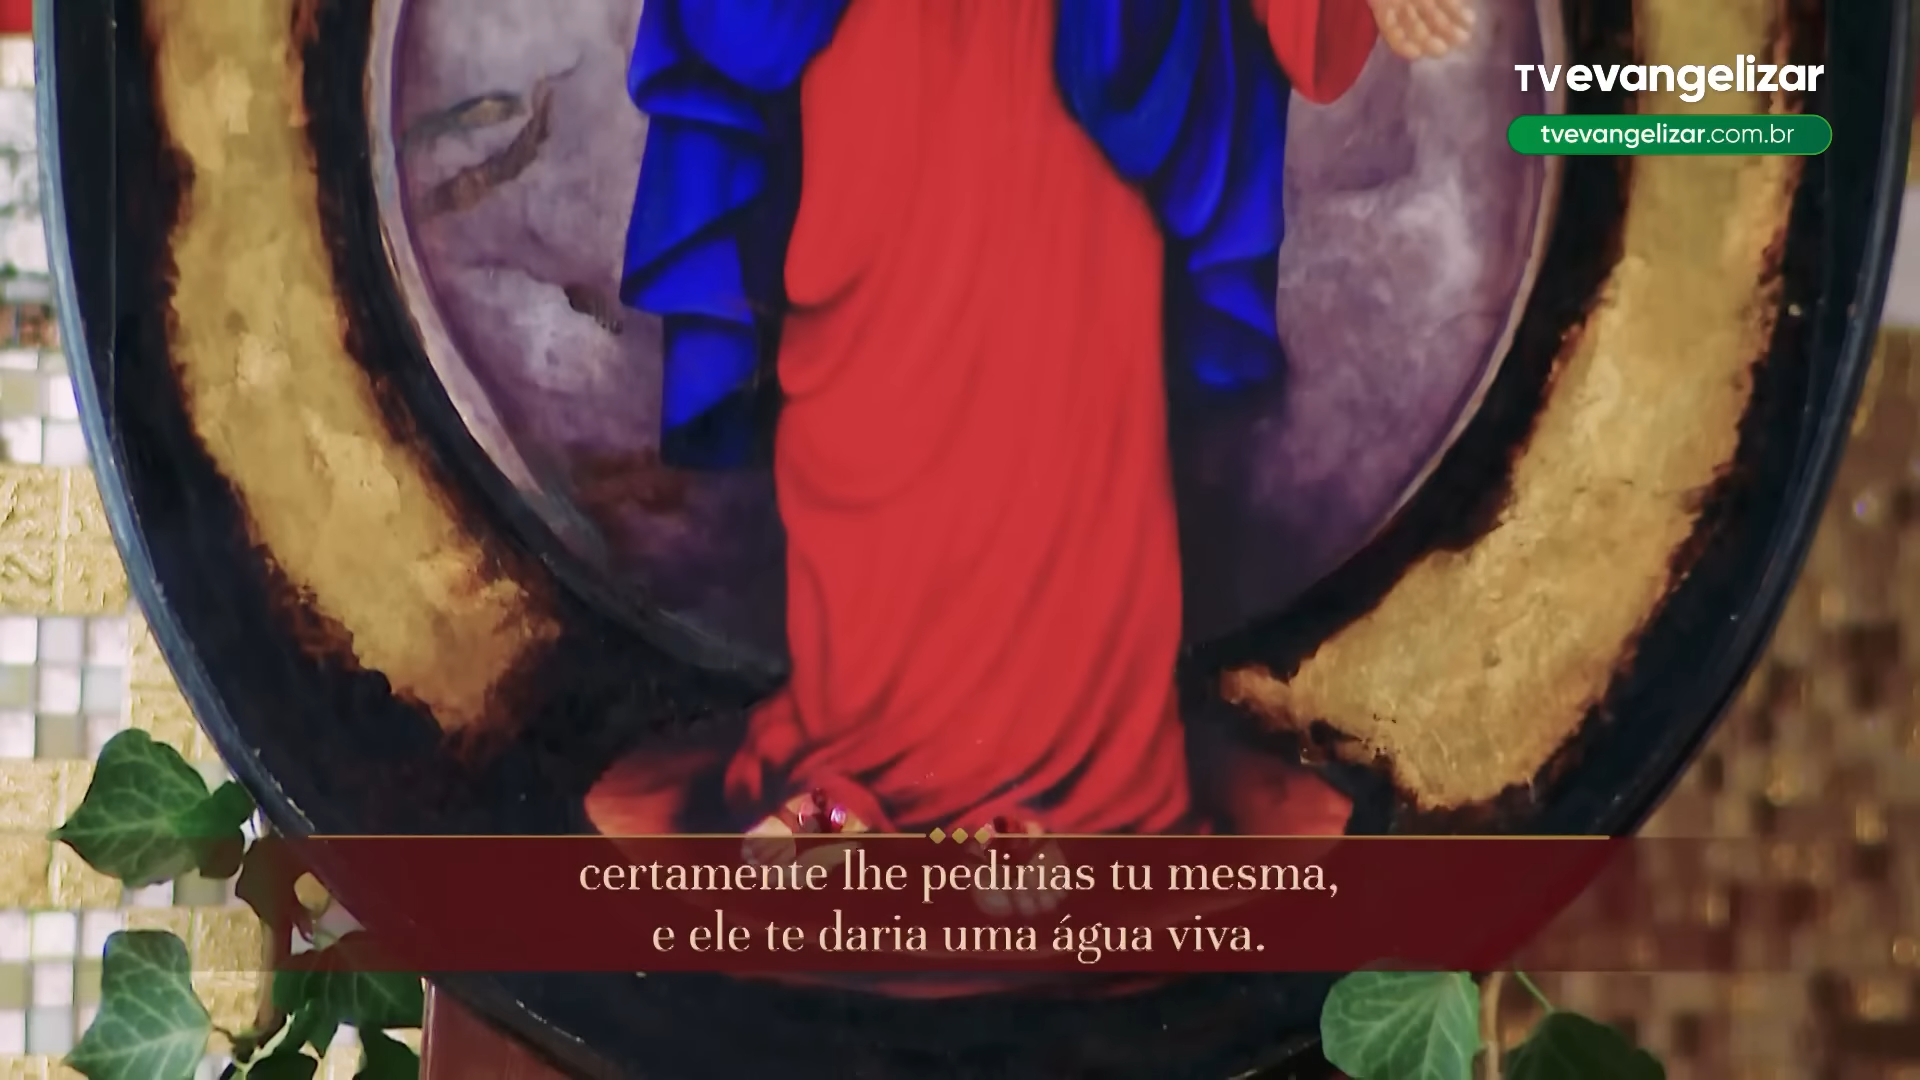 TVevangelizar
tvevangelizar.com.br
certamente lhe pedirias tu mesma,
e ele te daria uma água viva.